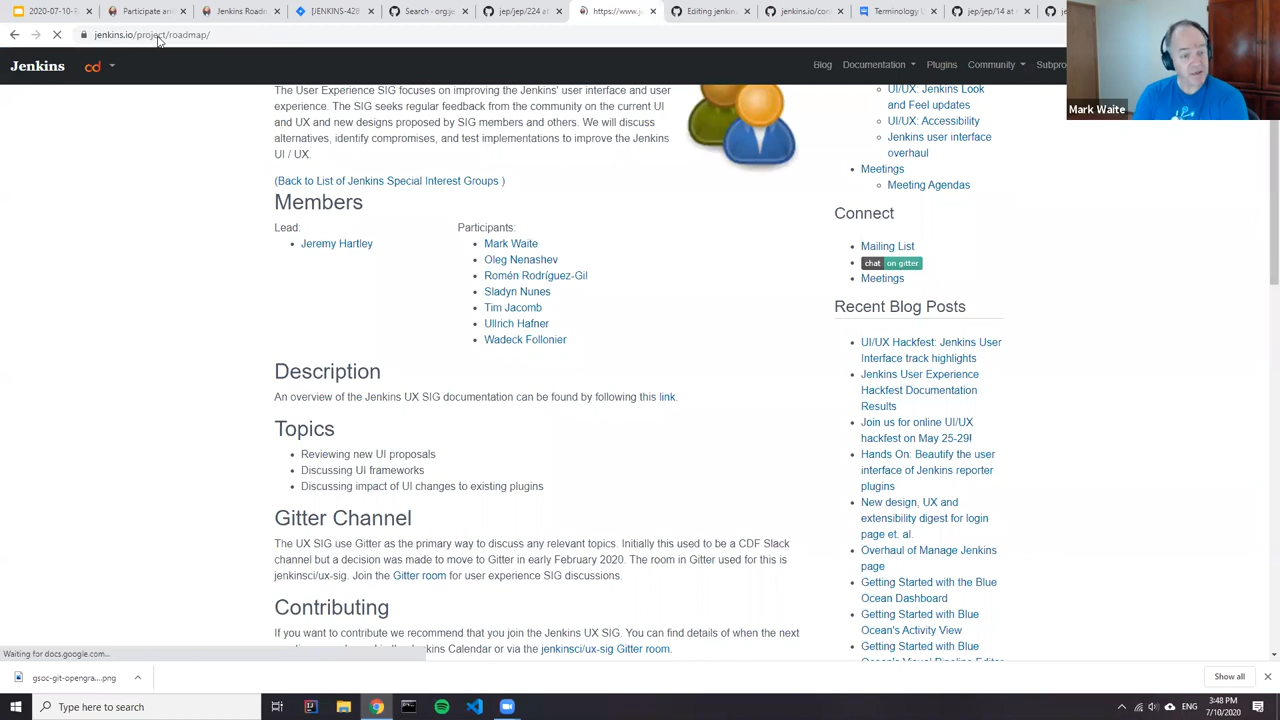 2020-07-10-R
Participate an
Jenkins Roadm
[UXENINS-428
Search - orgje
jep/jep/224 at
https://www.je
Editing jenkin
jenkins.io/con
Terminology U
jep/jep/14 at
je
jenkins.io/project/roadmap/
Jenkins
cd
Blog
Documentation
Plugins
Community
Subpro
Mark Waite
The User Experience SIG focuses on improving the Jenkins' user interface and user
experience. The SIG seeks regular feedback from the community on the current UI
and UX and new designs proposed by SIG members and others. We will discuss
alternatives, identify compromises, and test implementations to improve the Jenkins
UI / UX.
(Back to List of Jenkins Special Interest Groups )
Members
Lead:
Jeremy Hartley
Participants:
Mark Waite
Oleg Nenashev
Romén Rodríguez-Gil
Sladyn Nunes
Tim Jacomb
Ullrich Hafner
Wadeck Follonier
Description
An overview of the Jenkins UX SIG documentation can be found by following this link.
Topics
Reviewing new UI proposals
Discussing UI frameworks
Discussing impact of UI changes to existing plugins
Gitter Channel
The UX SIG use Gitter as the primary way to discuss any relevant topics. Initially this used to be a CDF Slack
channel but a decision was made to move to Gitter in early February 2020. The room in Gitter used for this is
jenkinsci/ux-sig. Join the Gitter room for user experience SIG discussions.
Contributing
If you want to contribute we recommend that you join the Jenkins UX SIG. You can find details of when the next
Jenkins Calendar or via the jenkinsci/ux-sig Gitter room.
UI/UX: Jenkins Look
and Feel updates
UI/UX: Accessibility
Jenkins user interface
overhaul
Meetings
Meeting Agendas
Connect
Mailing List
chat on gitter
Meetings
Recent Blog Posts
UI/UX Hackfest: Jenkins User
Interface track highlights
Jenkins User Experience
Hackfest Documentation
Results
Join us for online UI/UX
hackfest on May 25-29!
Hands On: Beautify the user
interface of Jenkins reporter
plugins
New design, UX and
extensibility digest for login
page et. al.
Overhaul of Manage Jenkins
page
Getting Started with the Blue
Ocean Dashboard
Getting Started with Blue
Ocean's Activity View
Getting Started with Blue
Ocean's Visual Pipeline Editor
Waiting for docs.google.com...
gsoc-git-opengra....png
Show all
Type here to search
ENG
3:48 PM
7/10/2020